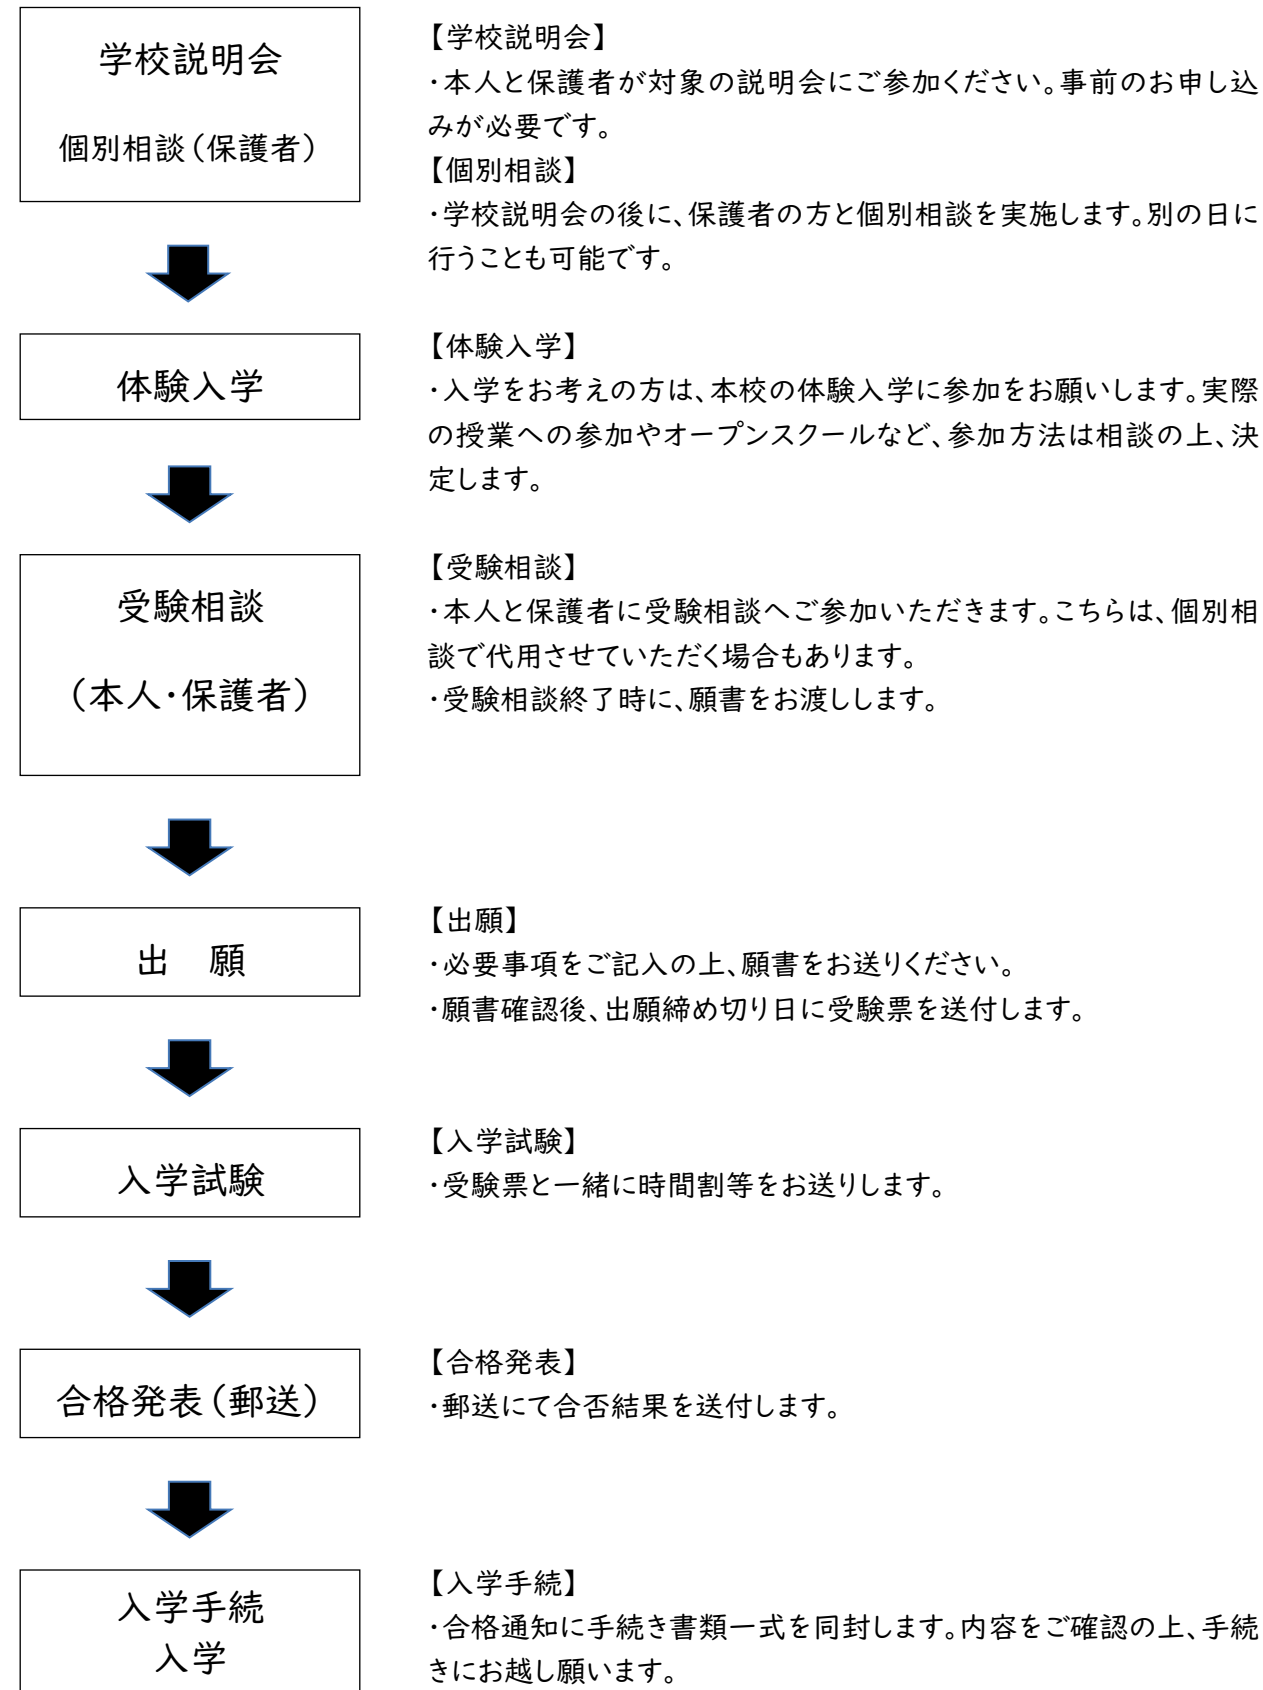 学校説明会
個別相談（保護者）
【学校説明会】
・本人と保護者が対象の説明会にご参加ください。事前のお申し込
みが必要です。
【個別相談】
・学校説明会の後に、保護者の方と個別相談を実施します。別の日に
行うことも可能です。
体験入学
【体験入学】
・入学をお考えの方は、本校の体験入学に参加をお願いします。実際
の授業への参加やオープンスクールなど、参加方法は相談の上、決
定します。
受験相談
（本人・保護者）
【受験相談】
・本人と保護者に受験相談へご参加いただきます。こちらは、個別相
談で代用させていただく場合もあります。
・受験相談終了時に、願書をお渡しします。
出　願
【出願】
・必要事項をご記入の上、願書をお送りください。
・願書確認後、出願締め切り日に受験票を送付します。
入学試験
【入学試験】
・受験票と一緒に時間割等をお送りします。
合格発表（郵送）
【合格発表】
・郵送にて合否結果を送付します。
入学手続
入学
【入学手続】
・合格通知に手続き書類一式を同封します。内容をご確認の上、手続
きにお越し願います。